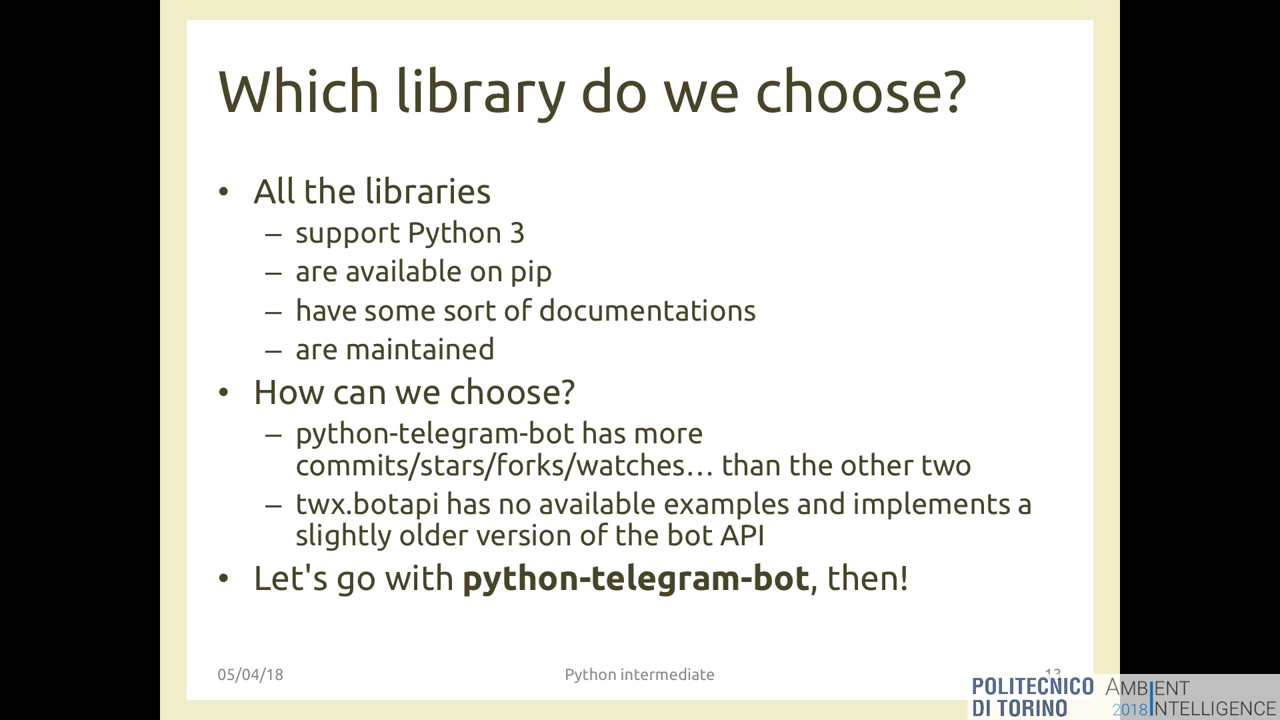 Which library do we choose?
• All the libraries
– support Python 3
– are available on pip
– have some sort of documentations
– are maintained
• How can we choose?
– python-telegram-bot has more
commits/stars/forks/watches... than the other two
– twx.botapi has no available examples and implements a
slightly older version of the bot API
• Let's go with python-telegram-bot, then!
05/04/18 Python intermediate 13
POLITECNICO
DI TORINO
AMBIENT
2018 INTELLIGENCE